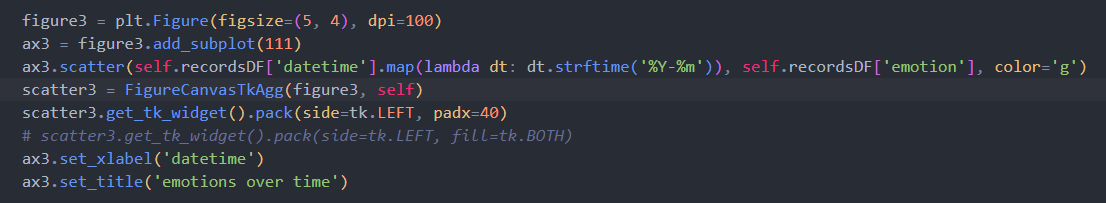 figure3 = plt.Figure(figsize=(5, 4), dpi=100)
ax3 = figure3.add_subplot(111)
ax3.scatter(self.recordsDF['datetime'].map(lambda dt: dt.strftime('%Y-%m')), self.recordsDF['emotion'], color='g')
scatter3 = FigureCanvasTkAgg(figure3, self)
scatter3.get_tk_widget().pack(side=tk.LEFT, padx=40)
# scatter3.get_tk_widget().pack(side=tk.LEFT, fill=tk.BOTH)
ax3.set_xlabel('datetime')
ax3.set_title('emotions over time')